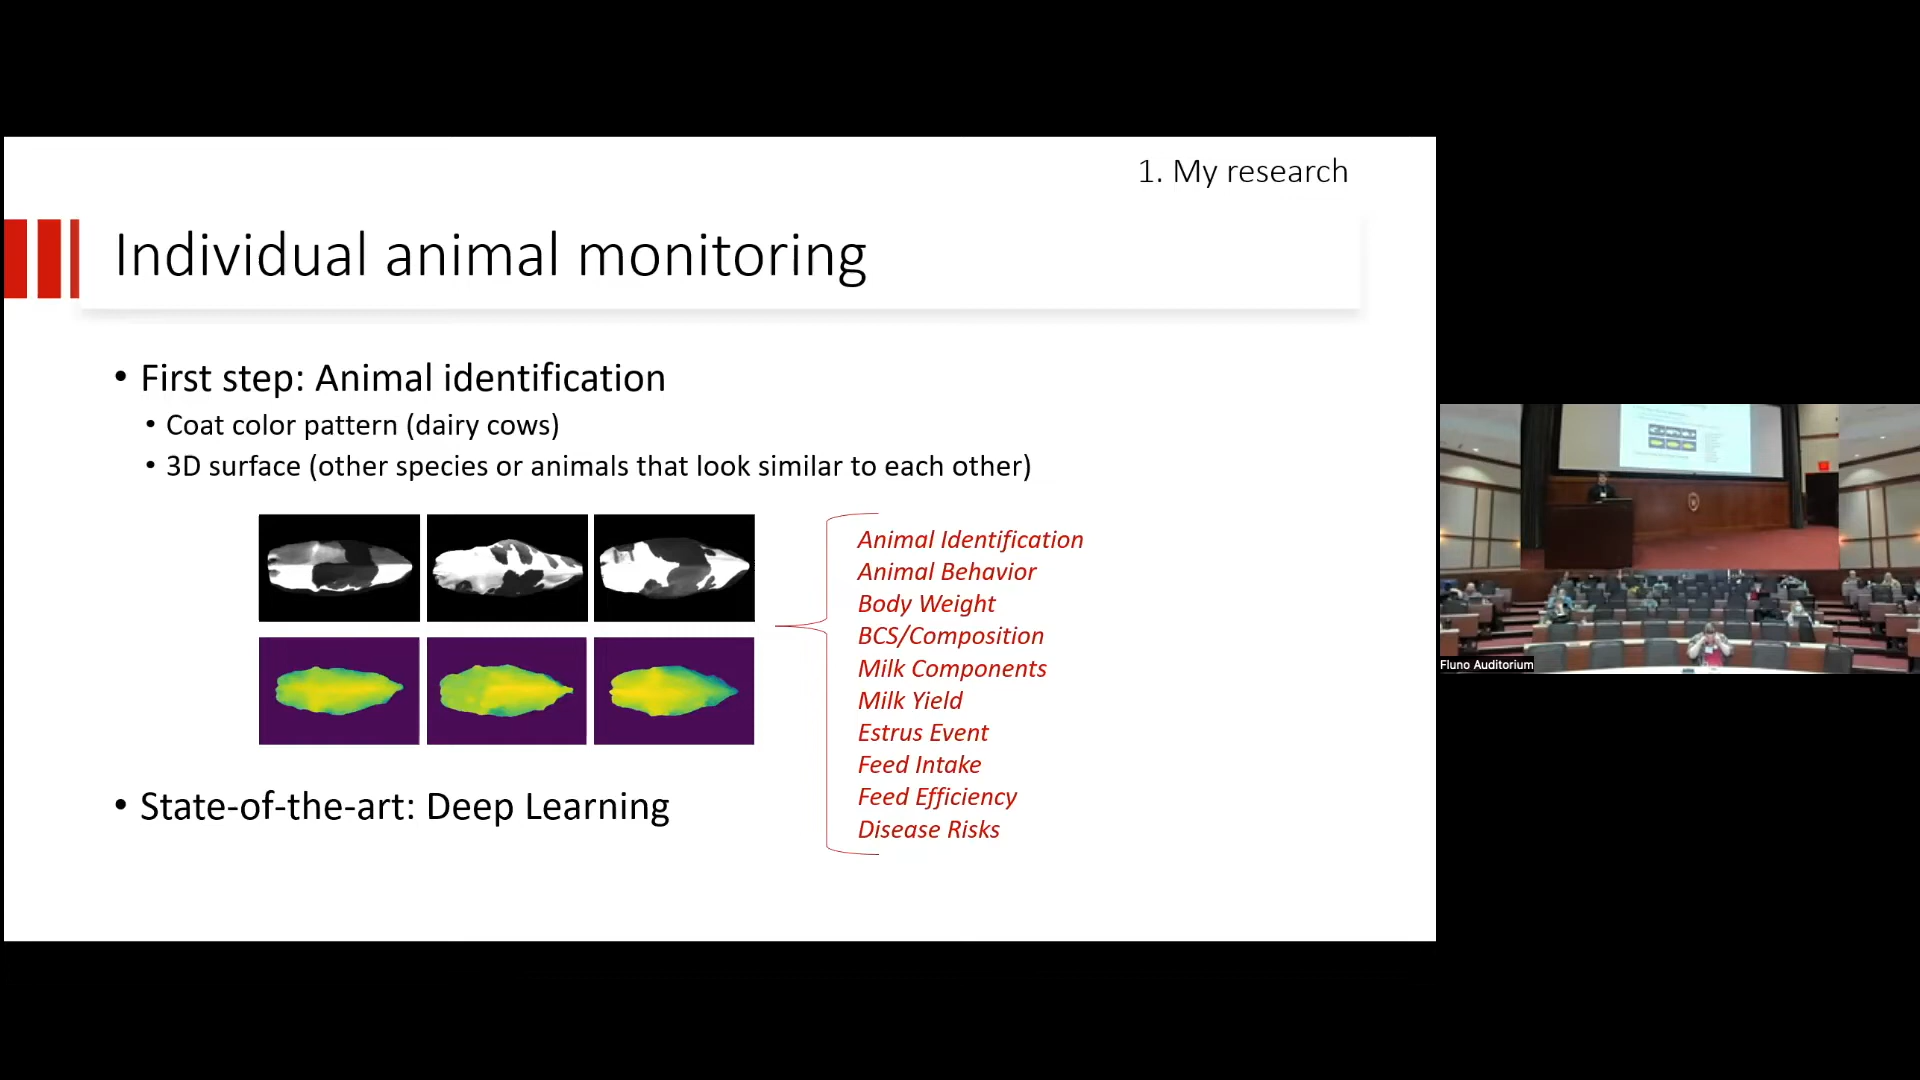 1. My research
Individual animal monitoring
• First step: Animal identification
• Coat color pattern (dairy cows)
• 3D surface (other species or animals that look similar to each other)
Animal Identification
Animal Behavior
Body Weight
BCS/Composition
Milk Components
Milk Yield
Estrus Event
Feed Intake
Feed Efficiency
Disease Risks
• State-of-the-art: Deep Learning
Fluno Auditorium